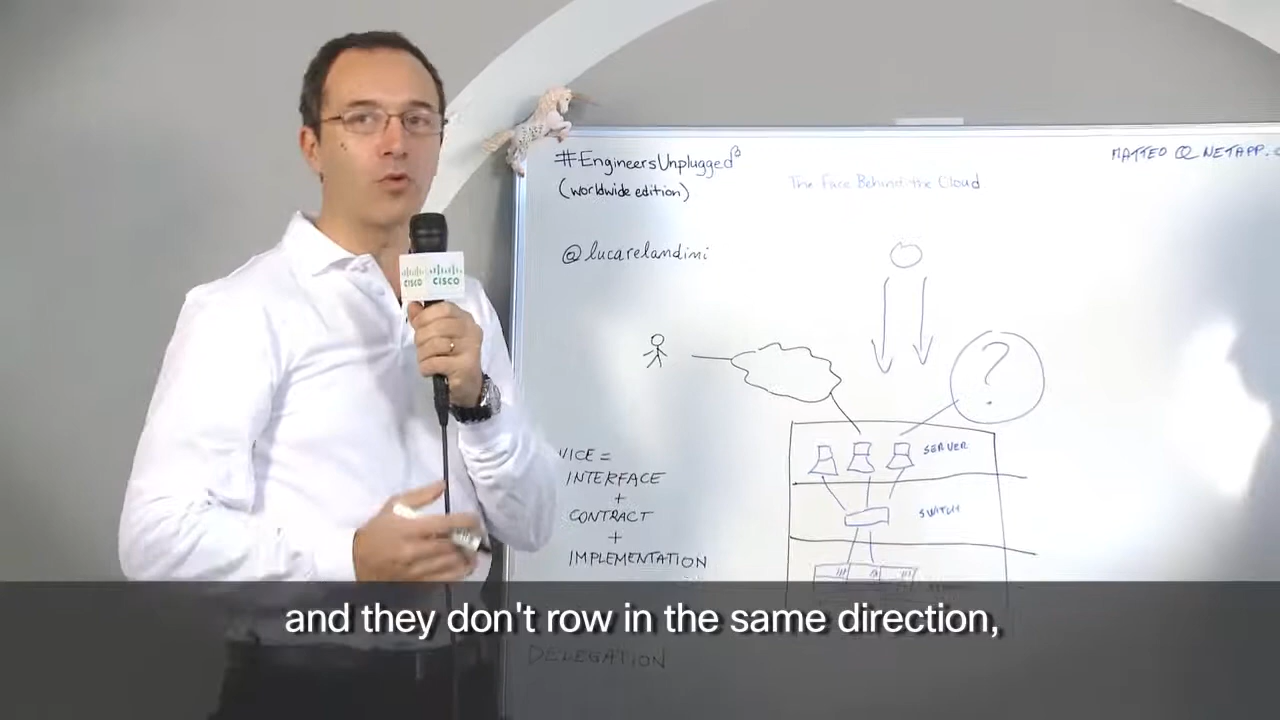 #EngineersUnplugged
(worldwide edition)
The Face Behind the Cloud
MATTEO @ NETAPP.
@lucarelandini
?
SERVER
SWITCH
VICE =
INTERFACE
+
CONTRACT
+
IMPLEMENTATION
DELEGATION
CISCO CISCO
and they don't row in the same direction,